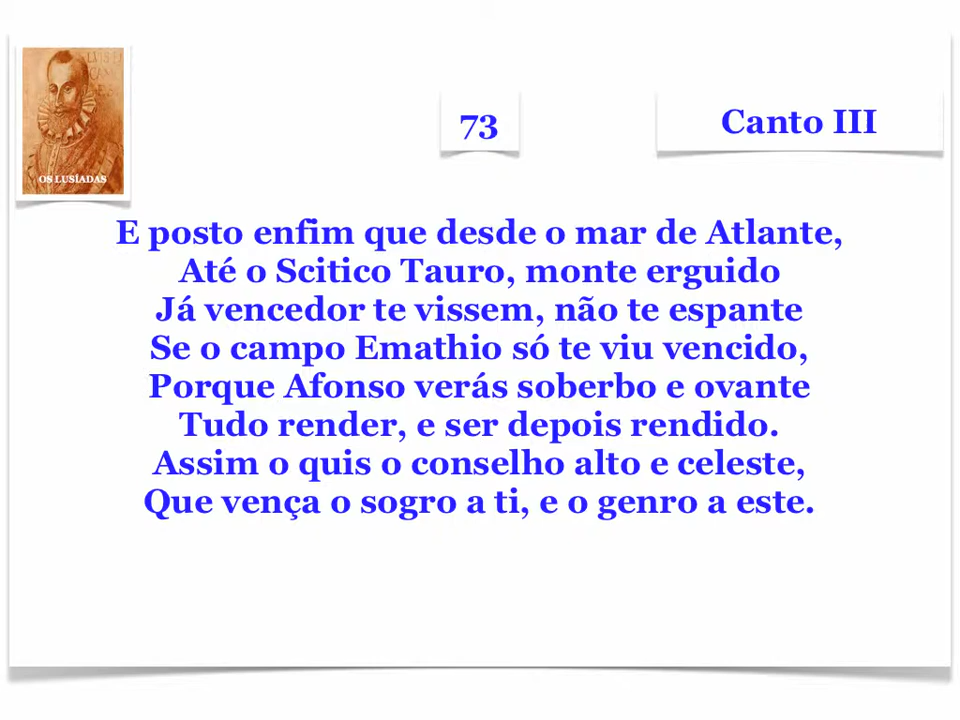 OS LUSÍADAS
73
Canto III
E posto enfim que desde o mar de Atlante,
Até o Scitico Tauro, monte erguido
Já vencedor te vissem, não te espante
Se o campo Emathio só te viu vencido,
Porque Afonso verás soberbo e ovante
Tudo render, e ser depois rendido.
Assim o quis o conselho alto e celeste,
Que vença o sogro a ti, e o genro a este.